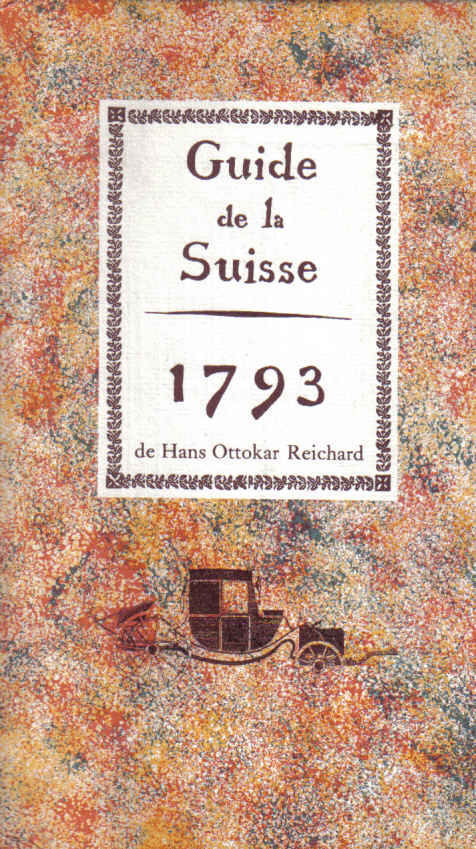 Guide
de la
Suisse
1793
de Hans Ottokar Reichard